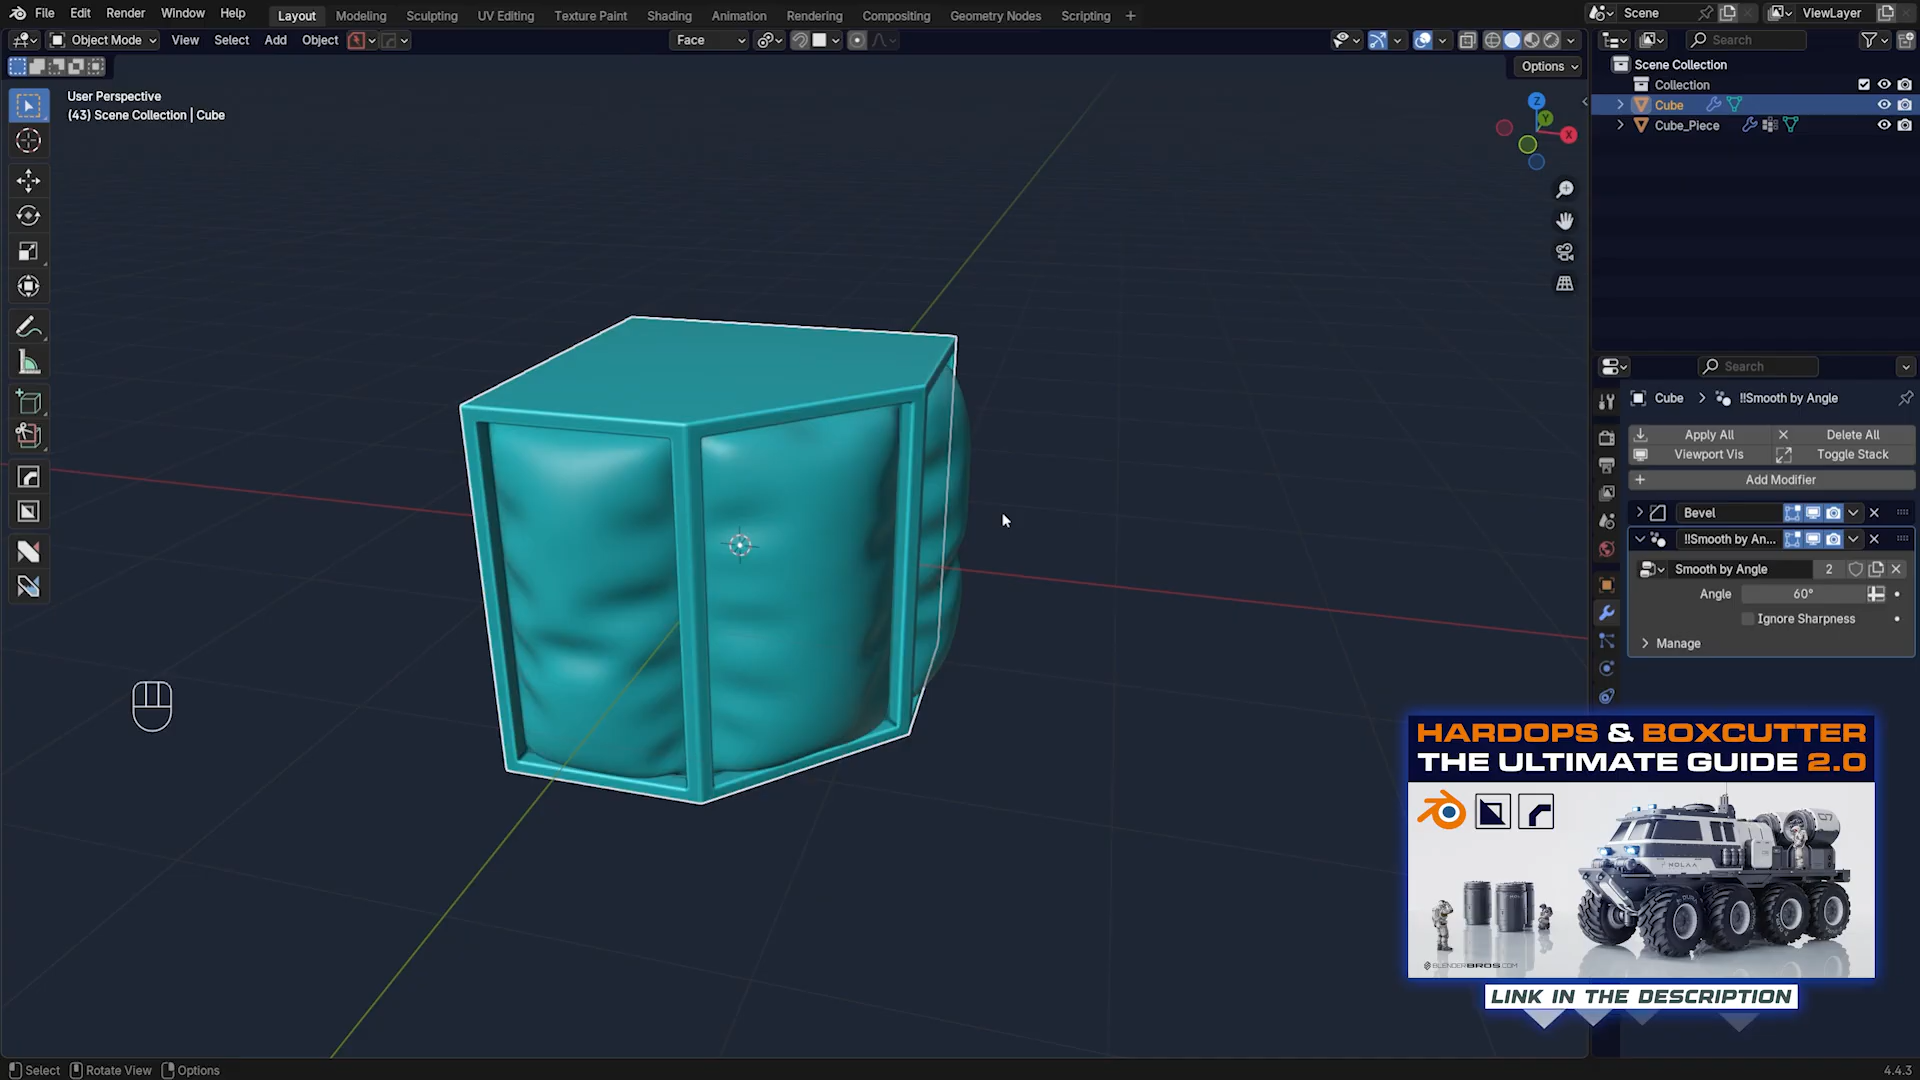 File Edit Render Window Help
Layout Modeling Sculpting UV Editing Texture Paint Shading Animation Rendering Compositing Geometry Nodes Scripting
Scene
ViewLayer
Object Mode View Select Add Object
Face
Search
Options
User Perspective
(43) Scene Collection | Cube
Z
Y
X
Scene Collection
Collection
Cube
Cube_Piece
Search
Cube > !!Smooth by Angle
Apply All
Delete All
Viewport Vis
Toggle Stack
Add Modifier
Bevel
!!Smooth by An...
Smooth by Angle 2
Angle 60°
Ignore Sharpness
Manage
HARDOPS & BOXCUTTER
THE ULTIMATE GUIDE 2.0
NOLAA
07
BLENDERBROS.COM
LINK IN THE DESCRIPTION
Select Rotate View Options
4.4.3